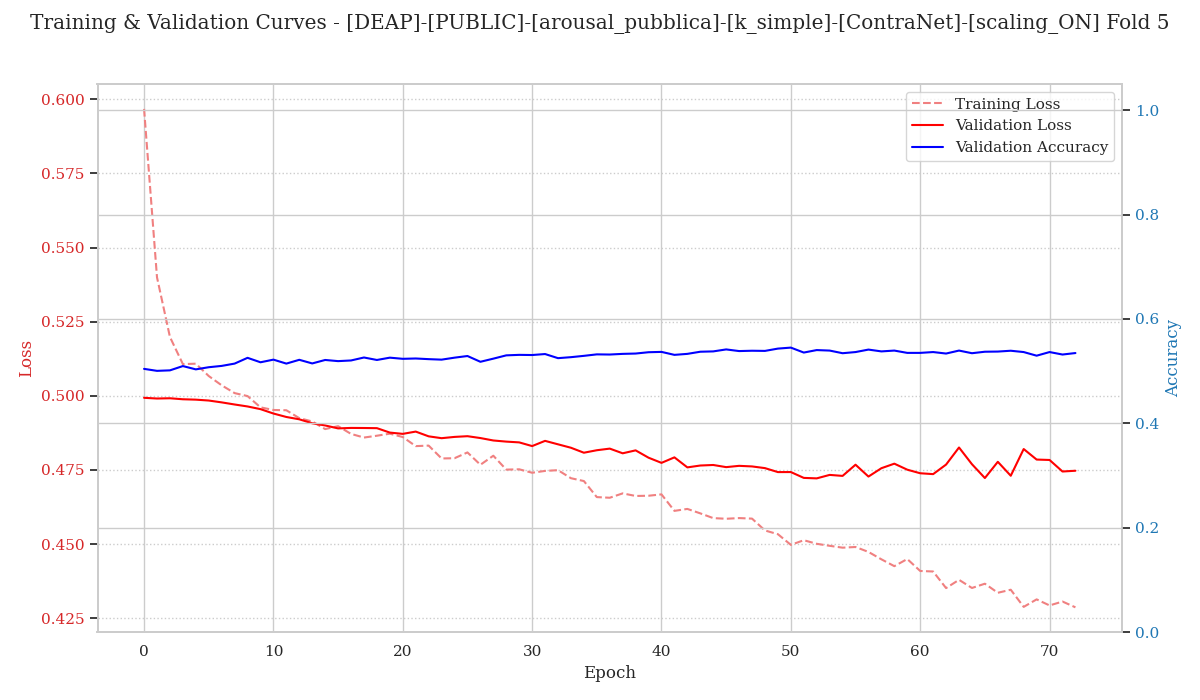 Training & Validation Curves - [DEAP]-[PUBLIC]-[arousal_pubblica]-[k_simple]-[ContraNet]-[scaling_ON] Fold 5
Training Loss
Validation Loss
Validation Accuracy
0.600
0.575
0.550
0.525
0.500
0.475
0.450
0.425
Loss
1.0
0.8
0.6
0.4
0.2
0.0
Accuracy
0 10 20 30 40 50 60 70
Epoch